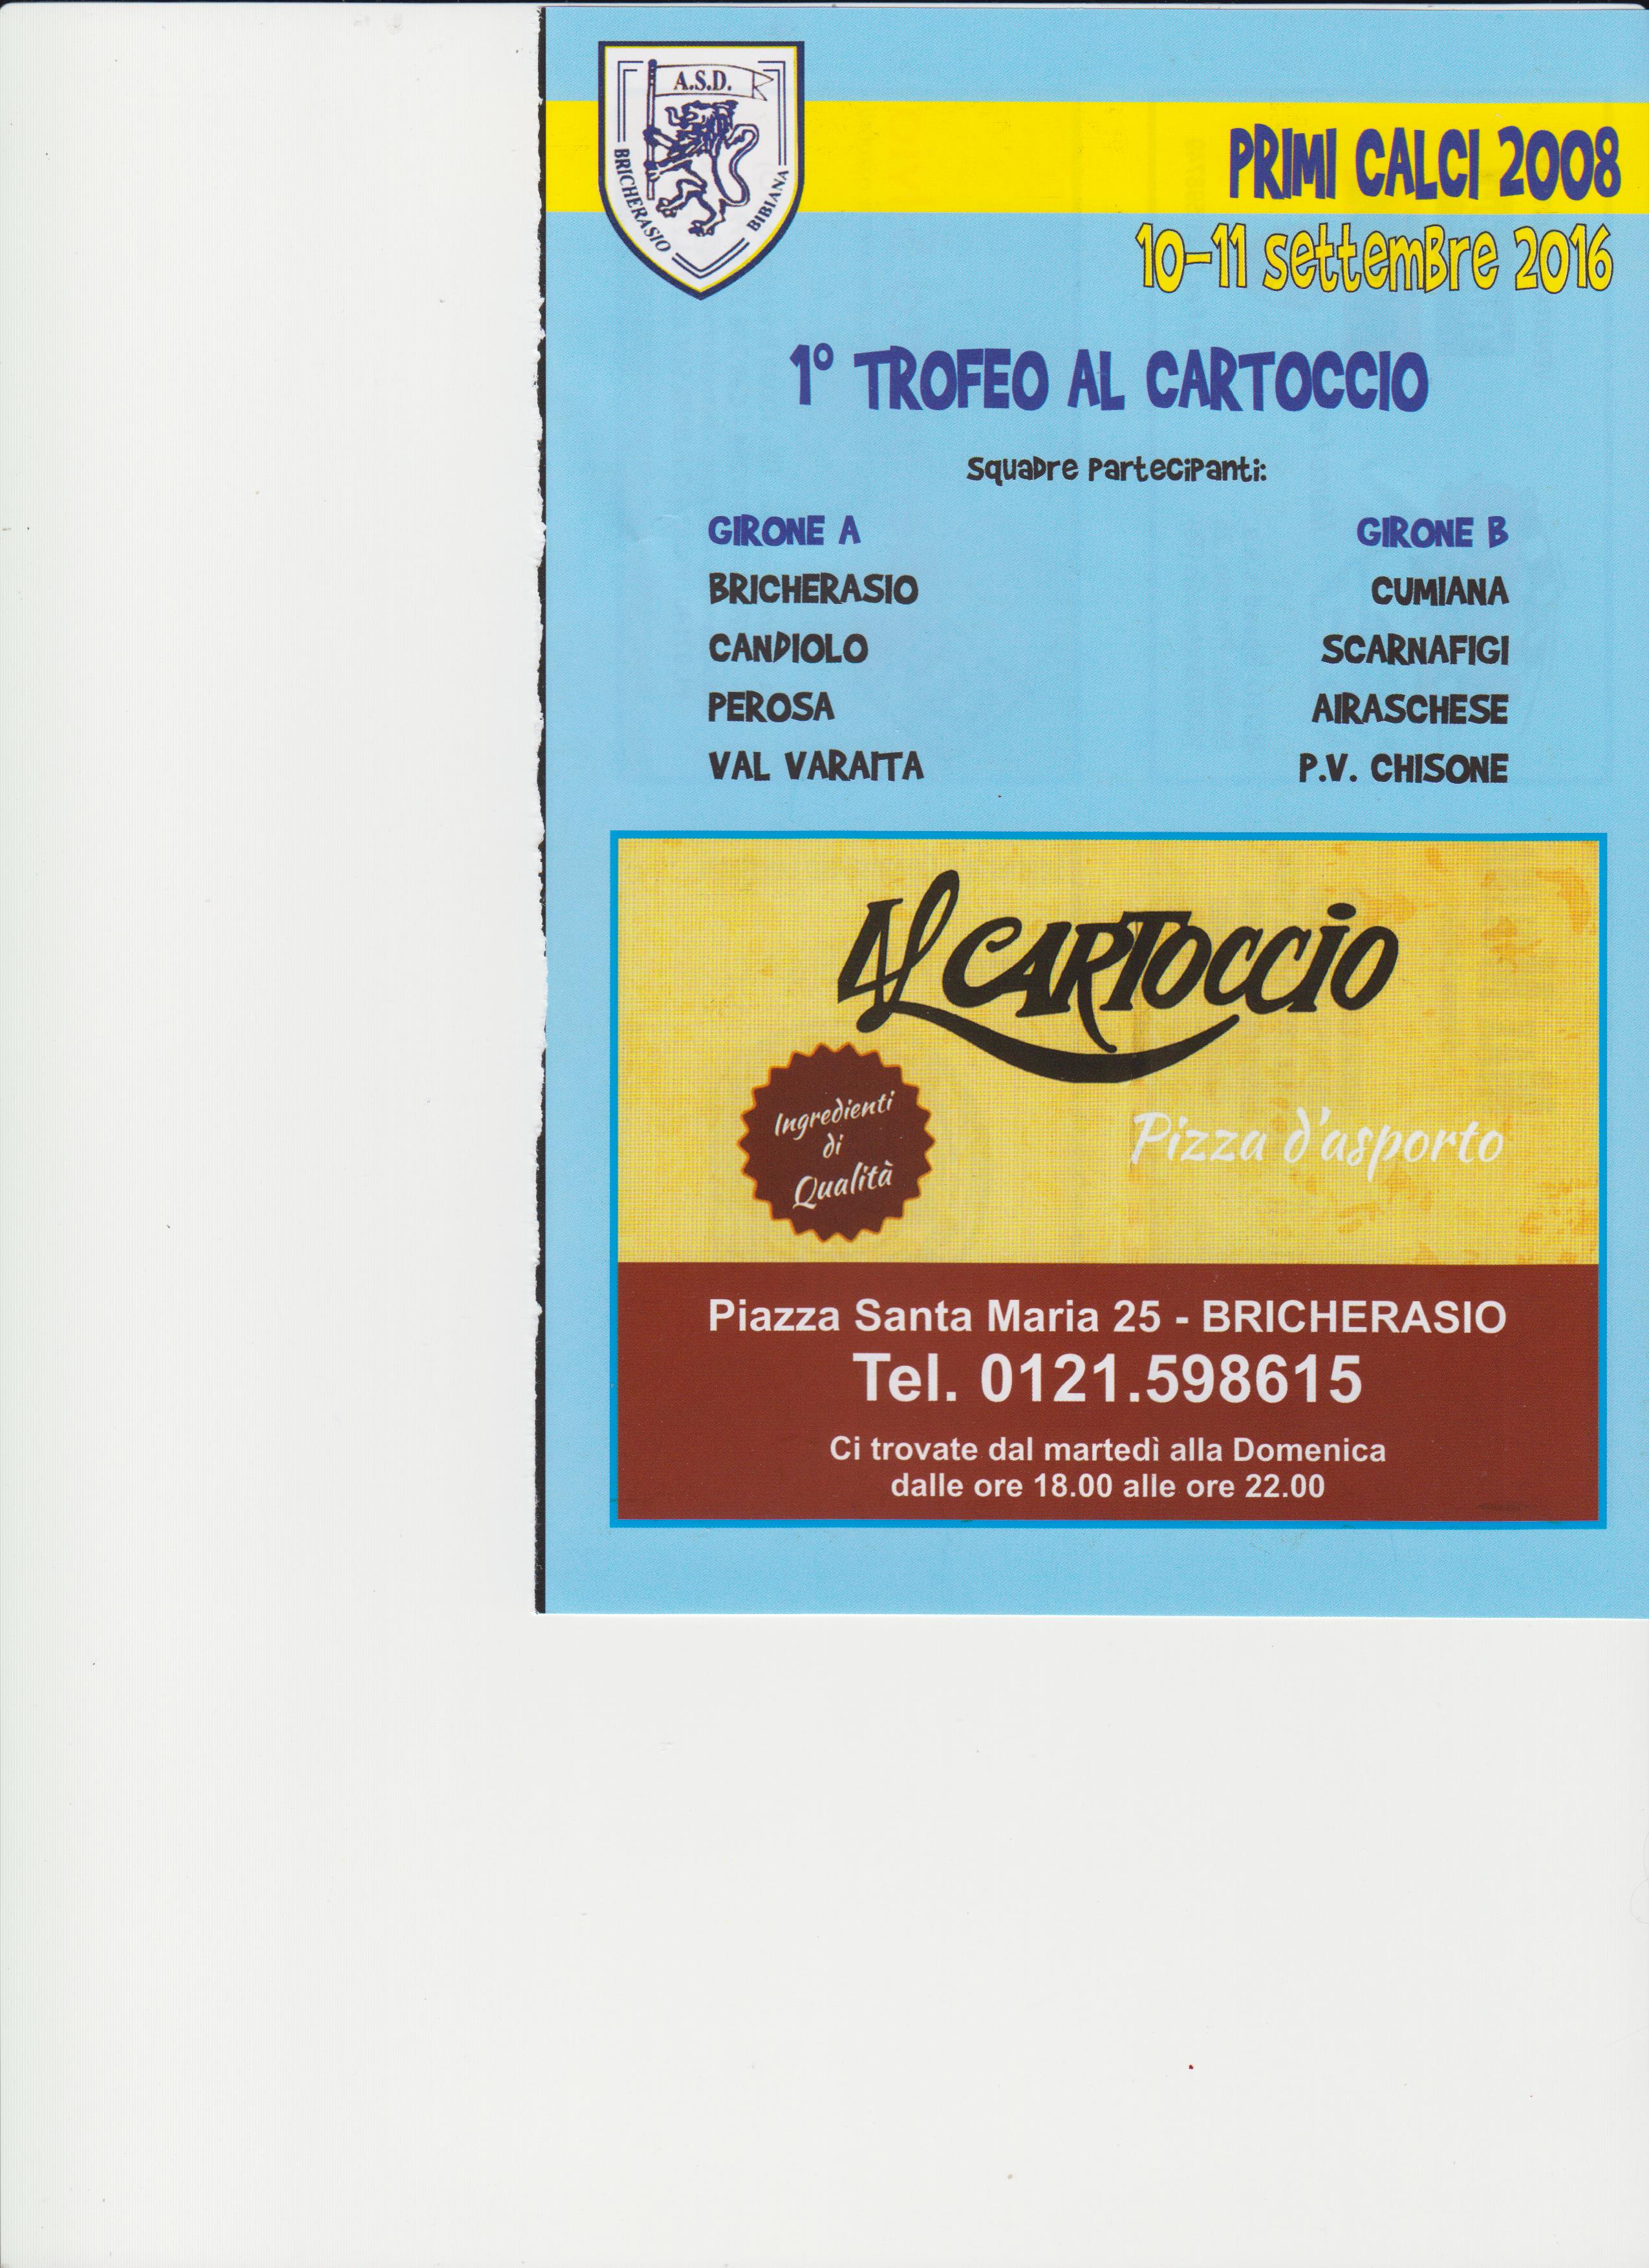 A.S.D.
BRICHERASIO
BIBIANA
PRIMI CALCI 2008
10-11 settembre 2016
1° TROFEO AL CARTOCCIO
Squadre Partecipanti:
GIRONE A
BRICHERASIO
CANDIOLO
PEROSA
VAL VARAITA
GIRONE B
CUMIANA
SCARNAFIGI
AIRASCHESE
P.V. CHISONE
AL CARTOCCIO
Ingredienti
di
Qualità
Pizza d'asporto
Piazza Santa Maria 25 - BRICHERASIO
Tel. 0121.598615
Ci trovate dal martedì alla Domenica
dalle ore 18.00 alle ore 22.00